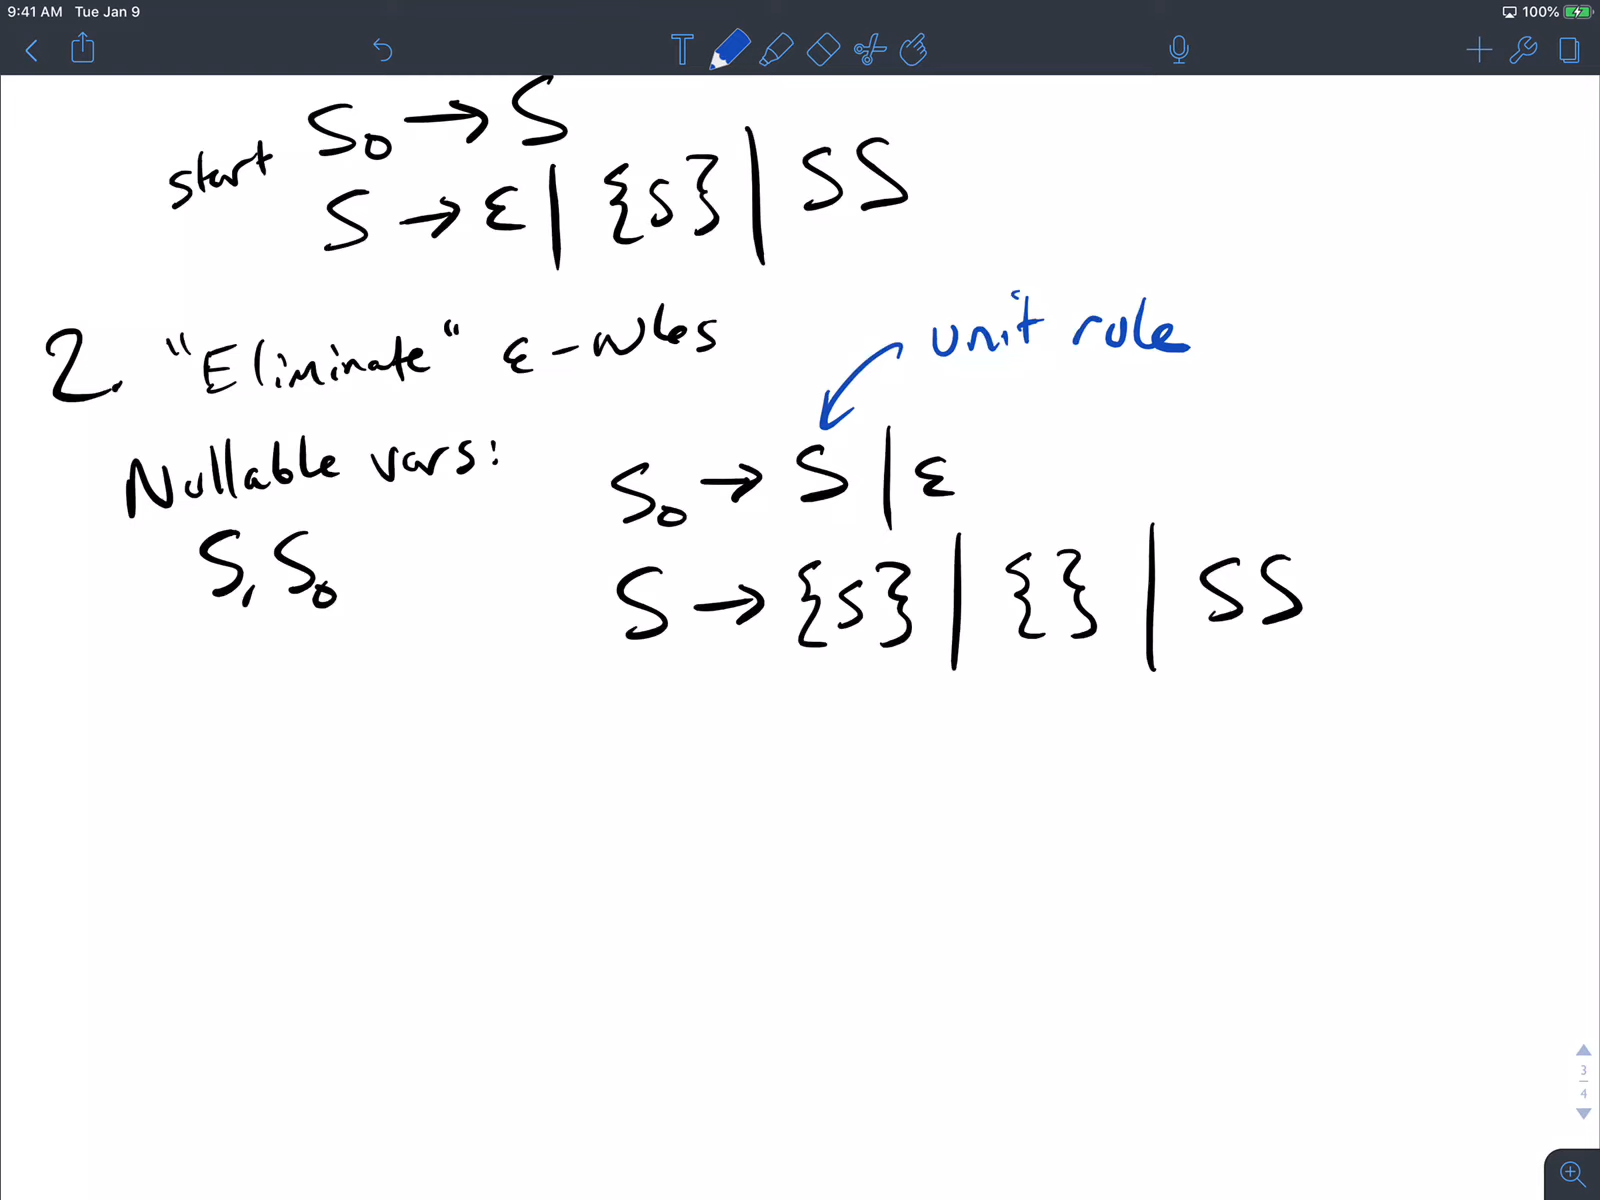 9:41 AM Tue Jan 9
100%
T
S₀ → S
start
S → ε | {S} | SS
2. "Eliminate" ε-rules
unit rule
Nullable vars:
S₀ → S | ε
S, S₀
S → {S} | {} | SS
3
4